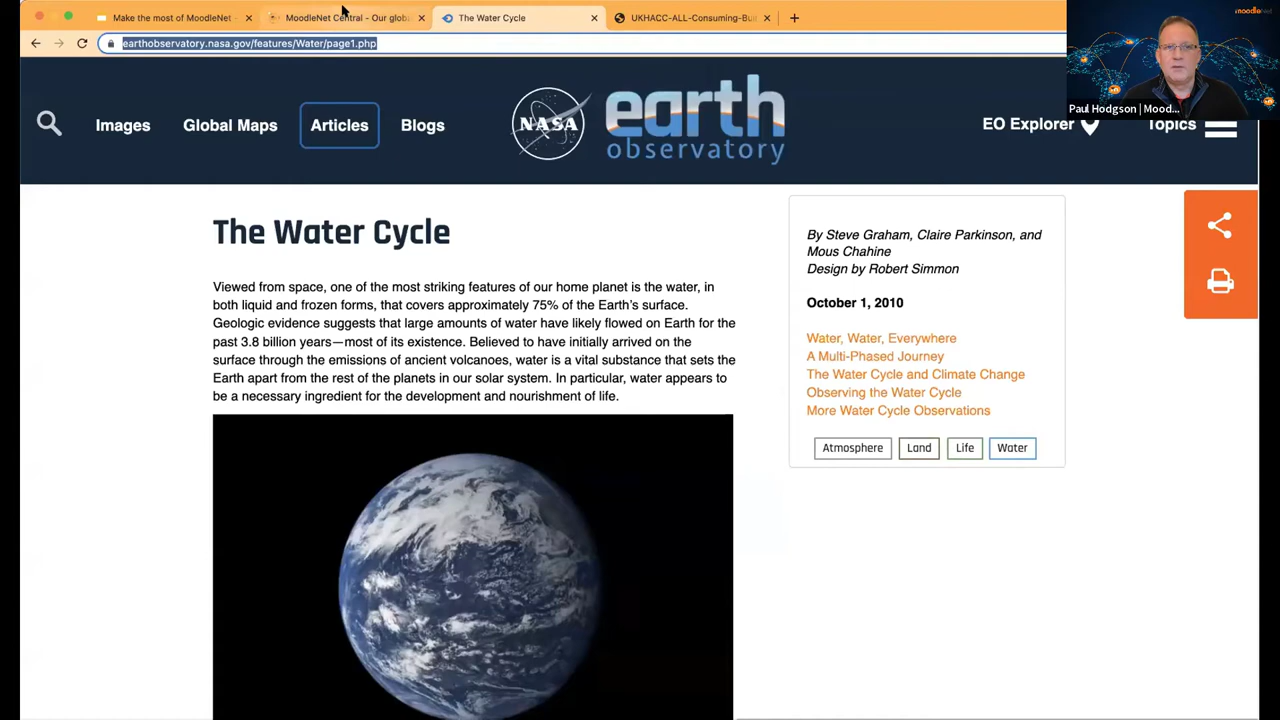 Make the most of MoodleNet
MoodleNet Central - Our globa
The Water Cycle
UKHACC-ALL-Consuming-Bui
earthobservatory.nasa.gov/features/Water/page1.php
moodleNet
Paul Hodgson | Mood...
Images
Global Maps
Articles
Blogs
NASA
earth
observatory
EO Explorer
Topics
The Water Cycle
Viewed from space, one of the most striking features of our home planet is the water, in
both liquid and frozen forms, that covers approximately 75% of the Earth's surface.
Geologic evidence suggests that large amounts of water have likely flowed on Earth for the
past 3.8 billion years—most of its existence. Believed to have initially arrived on the
surface through the emissions of ancient volcanoes, water is a vital substance that sets the
Earth apart from the rest of the planets in our solar system. In particular, water appears to
be a necessary ingredient for the development and nourishment of life.
By Steve Graham, Claire Parkinson, and
Mous Chahine
Design by Robert Simmon
October 1, 2010
Water, Water, Everywhere
A Multi-Phased Journey
The Water Cycle and Climate Change
Observing the Water Cycle
More Water Cycle Observations
Atmosphere
Land
Life
Water